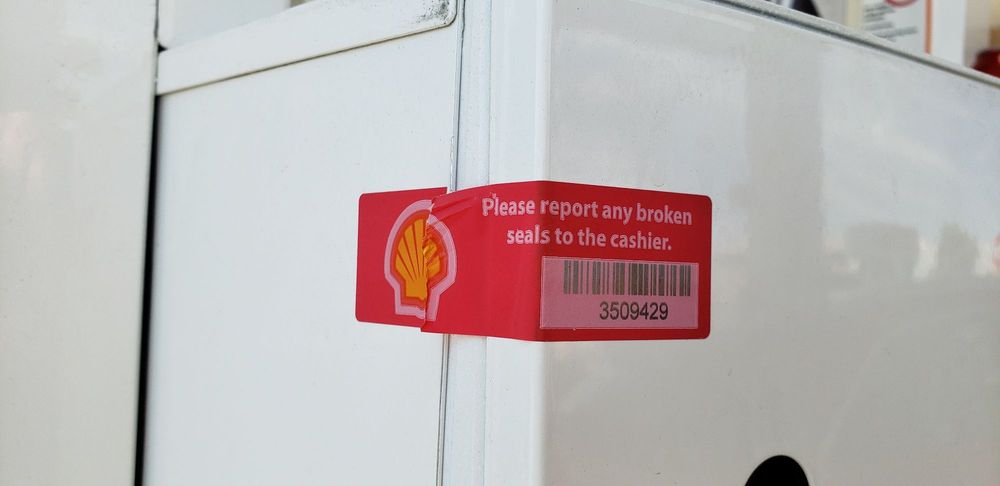 Please report any broken
seals to the cashier.
3509429